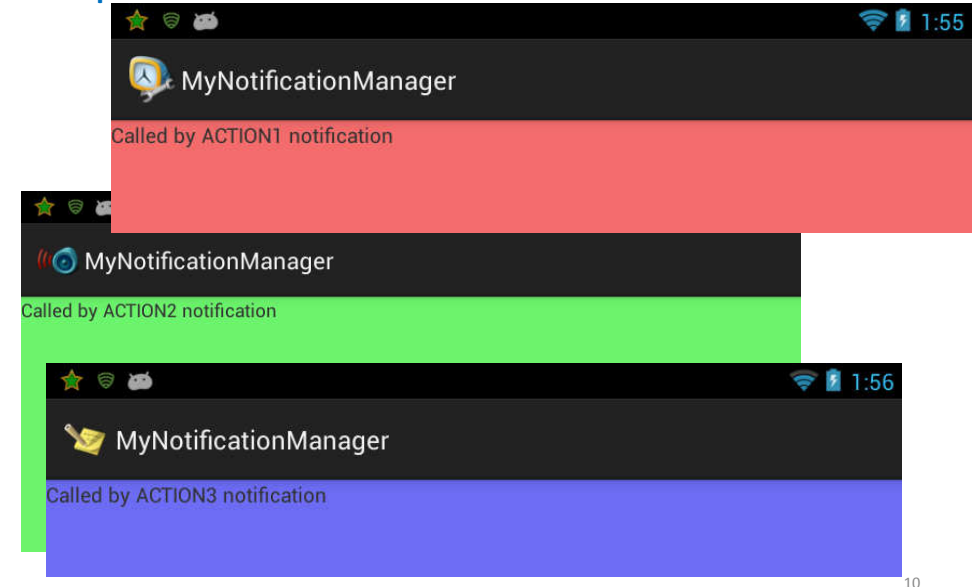 1:55
MyNotificationManager
Called by ACTION1 notification
MyNotificationManager
Called by ACTION2 notification
1:56
MyNotificationManager
Called by ACTION3 notification
10